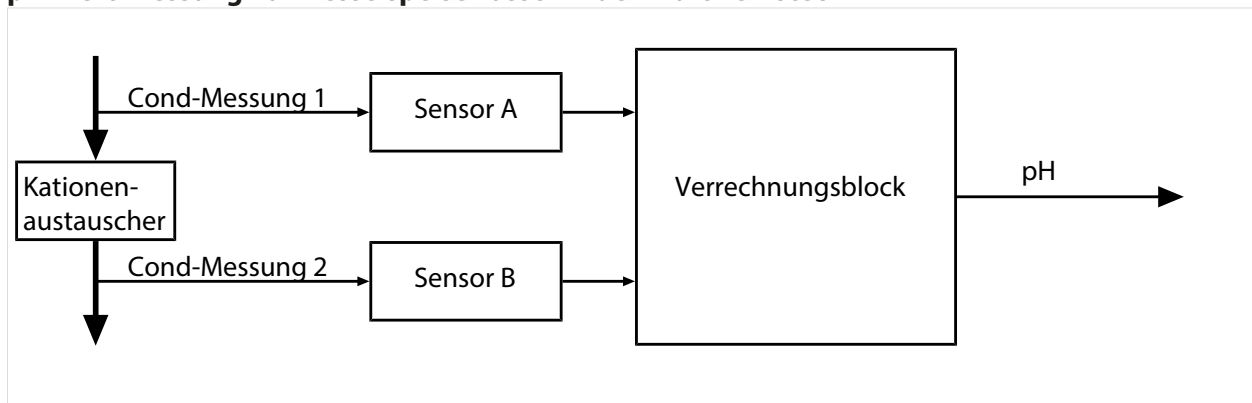 Cond-Messung 1
Sensor A
Kationen-
austauscher
Verrechnungsblock
pH
Cond-Messung 2
Sensor B